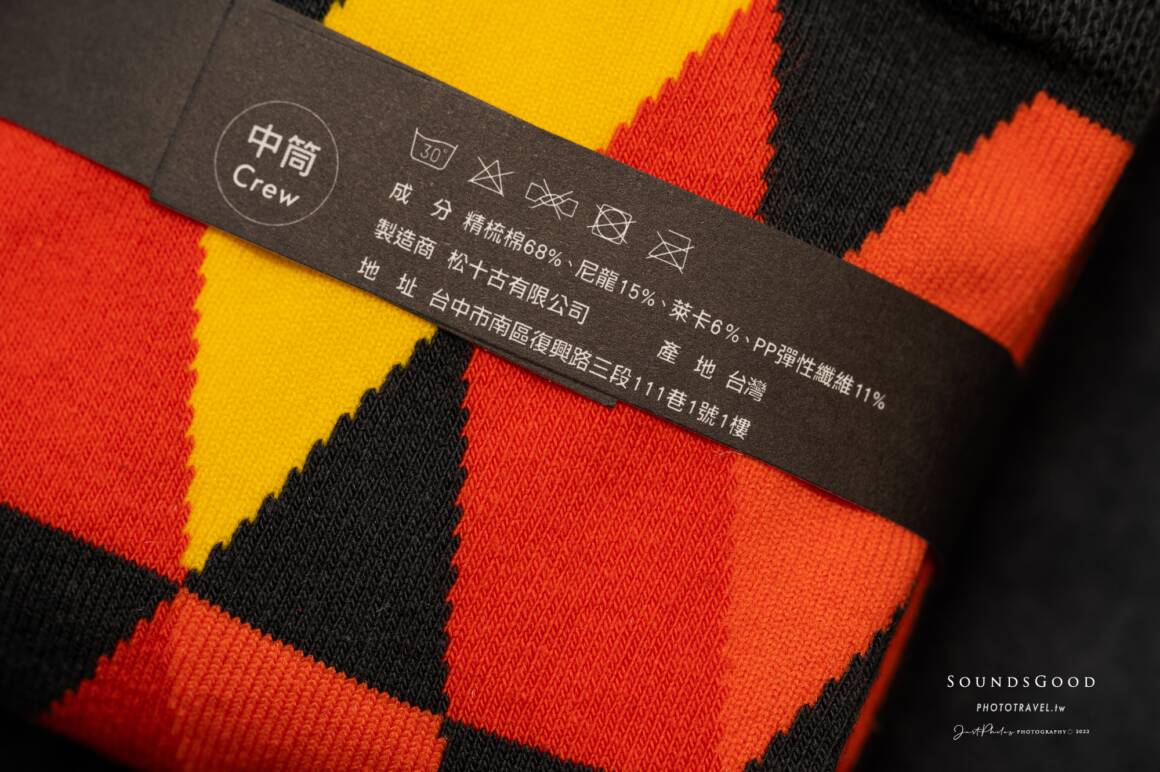 中筒
Crew
30°
成 分 精梳棉68%、尼龍15%、萊卡6%、PP彈性纖維11%
製造商 松十古有限公司 產 地 台灣
地 址 台中市南區復興路三段111巷1號1樓
SOUNDSGOOD
PHOTOTRAVEL.tw
JustPhotos PHOTOGRAPHY© 2022